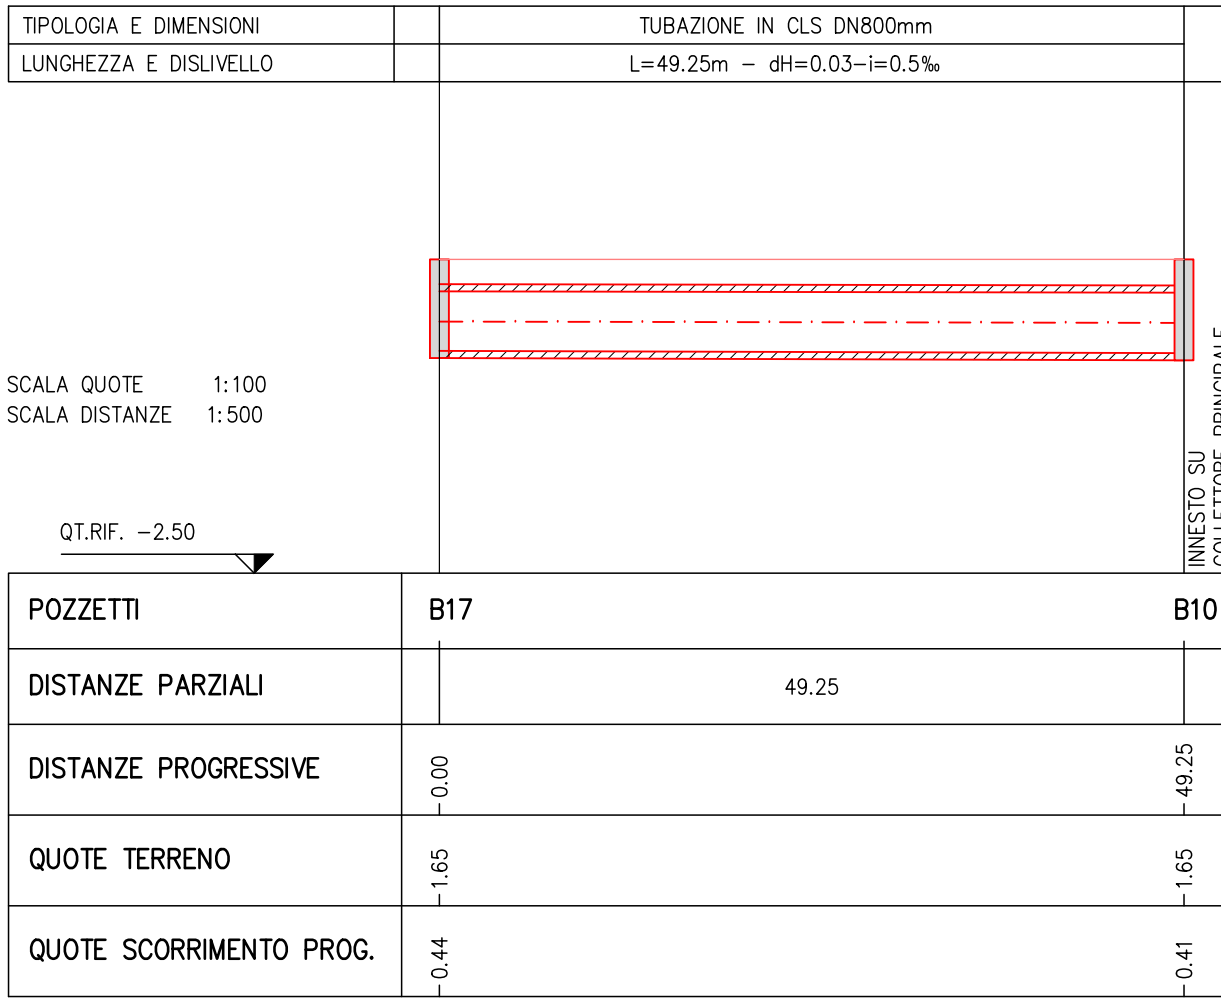 TIPOLOGIA E DIMENSIONI
TUBAZIONE IN CLS DN800mm
LUNGHEZZA E DISLIVELLO
L=49.25m – dH=0.03–i=0.5‰
SCALA QUOTE 1:100
SCALA DISTANZE 1:500
INNESTO SU
COLLETTORE PRINCIPALE
QT.RIF. –2.50
POZZETTI
B17
B10
DISTANZE PARZIALI
49.25
DISTANZE PROGRESSIVE
0.00
49.25
QUOTE TERRENO
1.65
1.65
QUOTE SCORRIMENTO PROG.
0.44
0.41